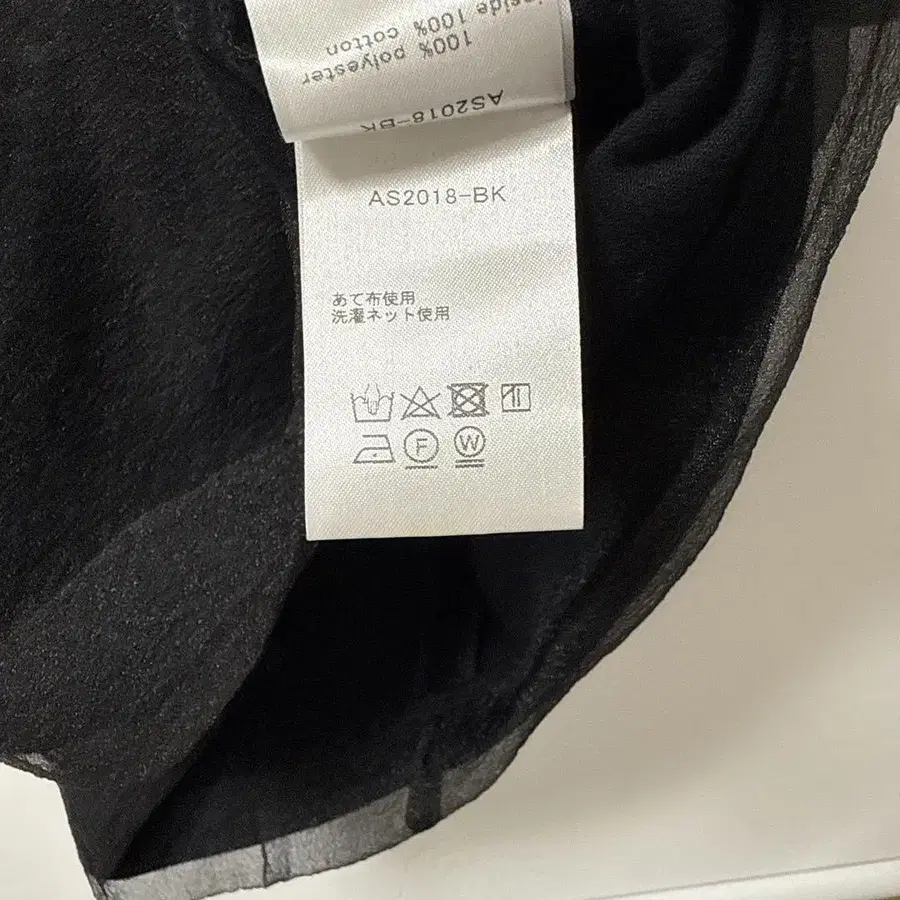 inside 100% cotton
100% polyester
AS2018-BK
AS2018-BK
あて布使用
洗濯ネット使用
F
W